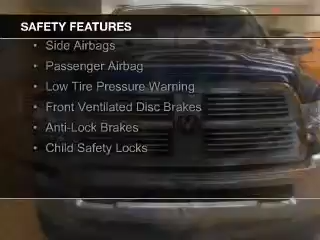 SAFETY FEATURES
• Side Airbags
• Passenger Airbag
• Low Tire Pressure Warning
• Front Ventilated Disc Brakes
• Anti-Lock Brakes
• Child Safety Locks